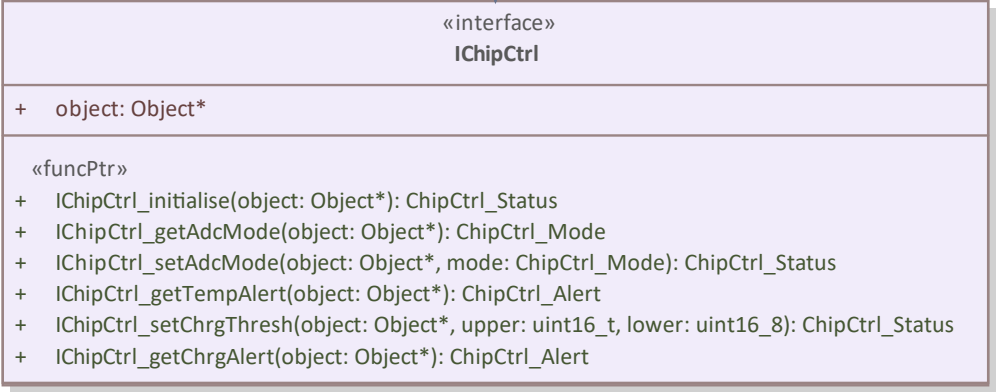 «interface»
IChipCtrl
+ object: Object*
«funcPtr»
+ IChipCtrl_initialise(object: Object*): ChipCtrl_Status
+ IChipCtrl_getAdcMode(object: Object*): ChipCtrl_Mode
+ IChipCtrl_setAdcMode(object: Object*, mode: ChipCtrl_Mode): ChipCtrl_Status
+ IChipCtrl_getTempAlert(object: Object*): ChipCtrl_Alert
+ IChipCtrl_setChrgThresh(object: Object*, upper: uint16_t, lower: uint16_8): ChipCtrl_Status
+ IChipCtrl_getChrgAlert(object: Object*): ChipCtrl_Alert